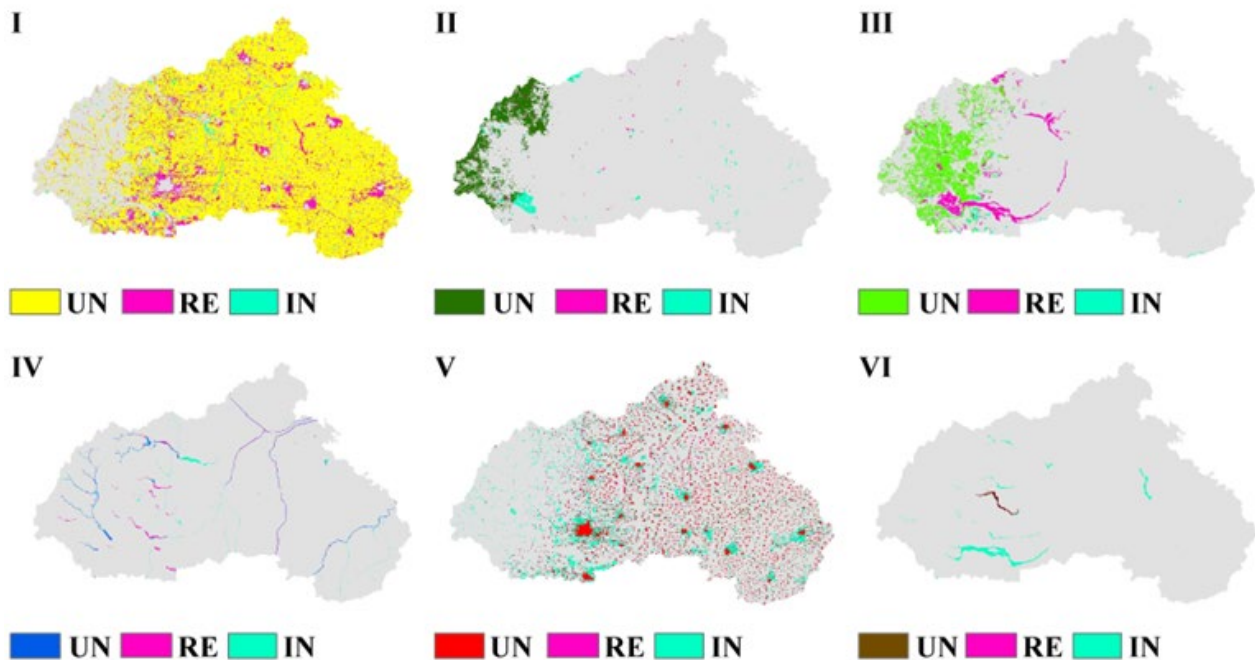 I II III
UN RE IN UN RE IN UN RE IN
IV V VI
UN RE IN UN RE IN UN RE IN